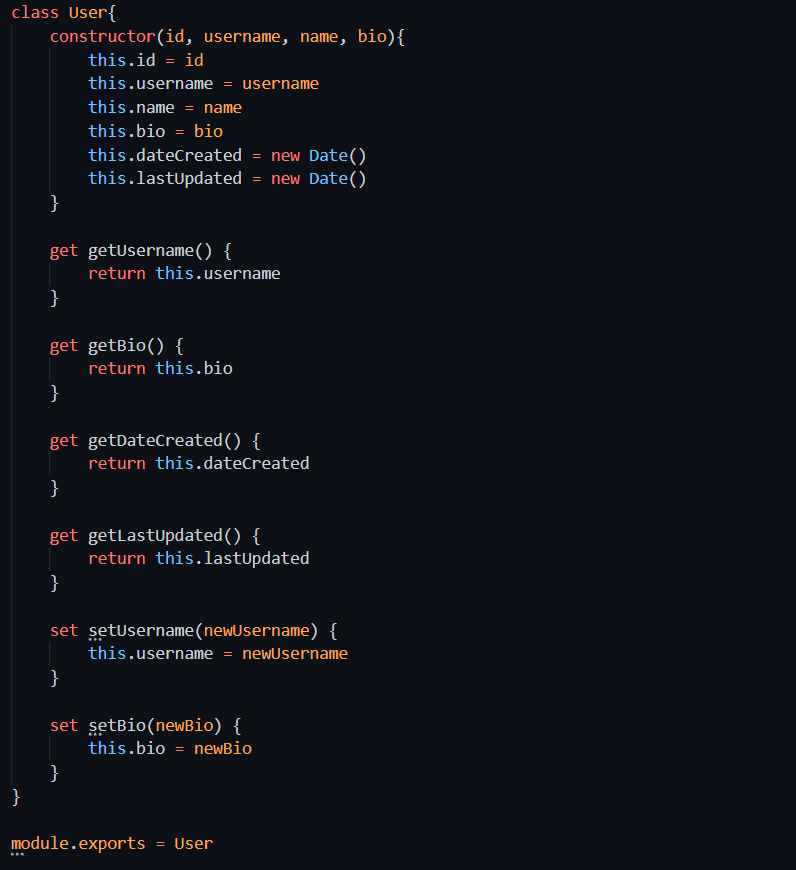 class User{
    constructor(id, username, name, bio){
        this.id = id
        this.username = username
        this.name = name
        this.bio = bio
        this.dateCreated = new Date()
        this.lastUpdated = new Date()
    }

    get getUsername() {
        return this.username
    }

    get getBio() {
        return this.bio
    }

    get getDateCreated() {
        return this.dateCreated
    }

    get getLastUpdated() {
        return this.lastUpdated
    }

    set setUsername(newUsername) {
        this.username = newUsername
    }

    set setBio(newBio) {
        this.bio = newBio
    }
}

module.exports = User